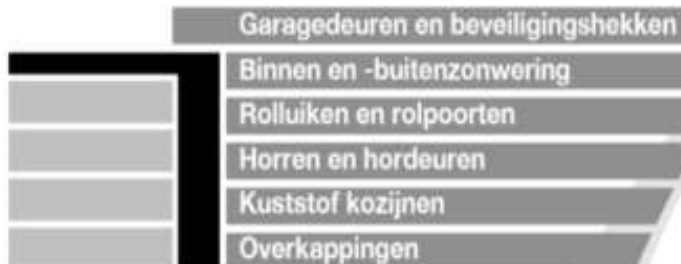 Garagedeuren en beveiligingshekken
Binnen en -buitenzonwering
Rolluiken en rolpoorten
Horren en hordeuren
Kuststof kozijnen
Overkappingen